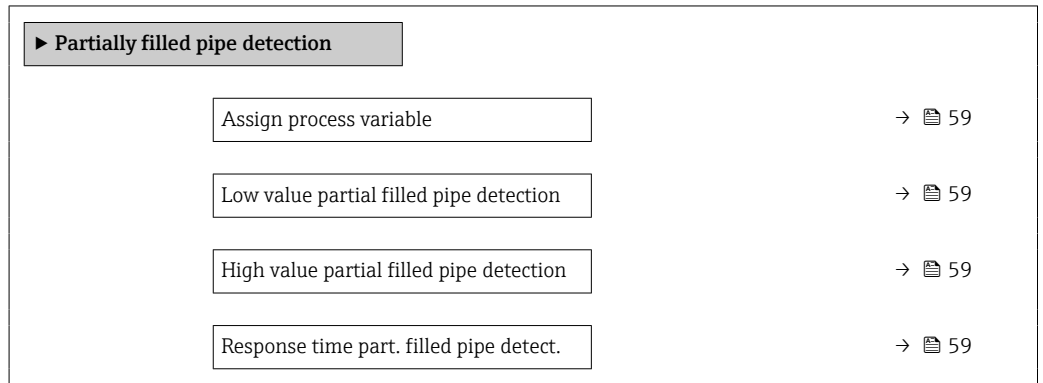 ▶ Partially filled pipe detection
Assign process variable → 59
Low value partial filled pipe detection → 59
High value partial filled pipe detection → 59
Response time part. filled pipe detect. → 59